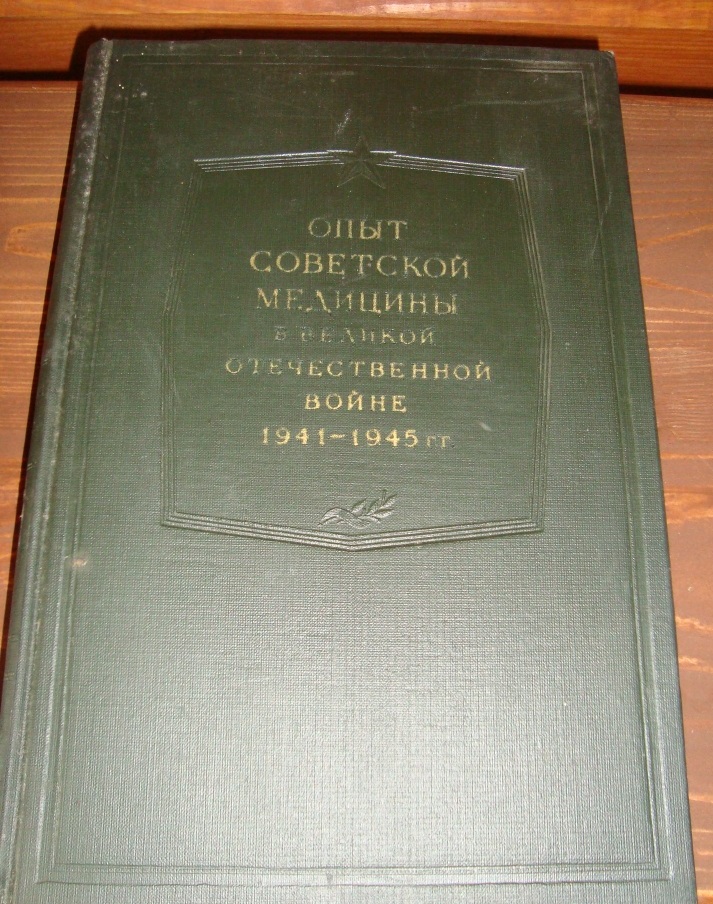 ОПЫТ
СОВЕТСКОЙ
МЕДИЦИНЫ
В ВЕЛИКОЙ
ОТЕЧЕСТВЕННОЙ
ВОЙНЕ
1941-1945 гг.